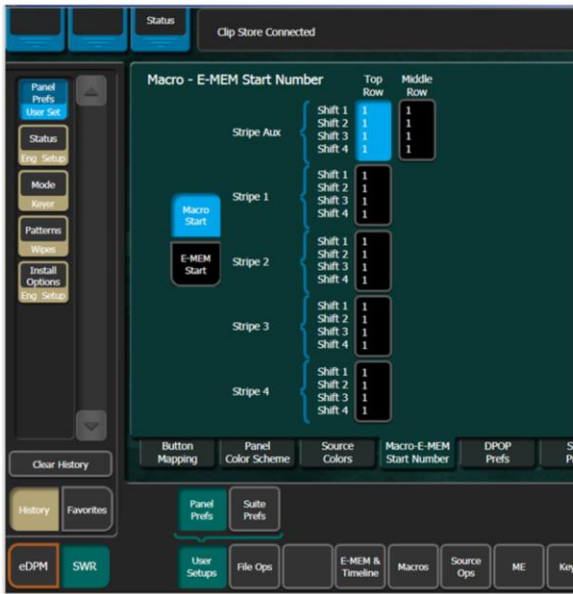 Status
Clip Store Connected
Panel
Prefs
User Set
Status
Eng Setup
Mode
Keyer
Patterns
Wipes
Install
Options
Eng Setup
Clear History
History
Favorites
eDPM
SWR
Macro - E-MEM Start Number
Top
Row
Middle
Row
Macro
Start
E-MEM
Start
Stripe Aux
Shift 1 1 1
Shift 2 1 1
Shift 3 1 1
Shift 4 1 1
Stripe 1
Shift 1 1
Shift 2 1
Shift 3 1
Shift 4 1
Stripe 2
Shift 1 1
Shift 2 1
Shift 3 1
Shift 4 1
Stripe 3
Shift 1 1
Shift 2 1
Shift 3 1
Shift 4 1
Stripe 4
Shift 1 1
Shift 2 1
Shift 3 1
Shift 4 1
Button
Mapping
Panel
Color Scheme
Source
Colors
Macro-E-MEM
Start Number
DPOP
Prefs
Panel
Prefs
Suite
Prefs
User
Setups
File Ops
E-MEM &
Timeline
Macros
Source
Ops
ME